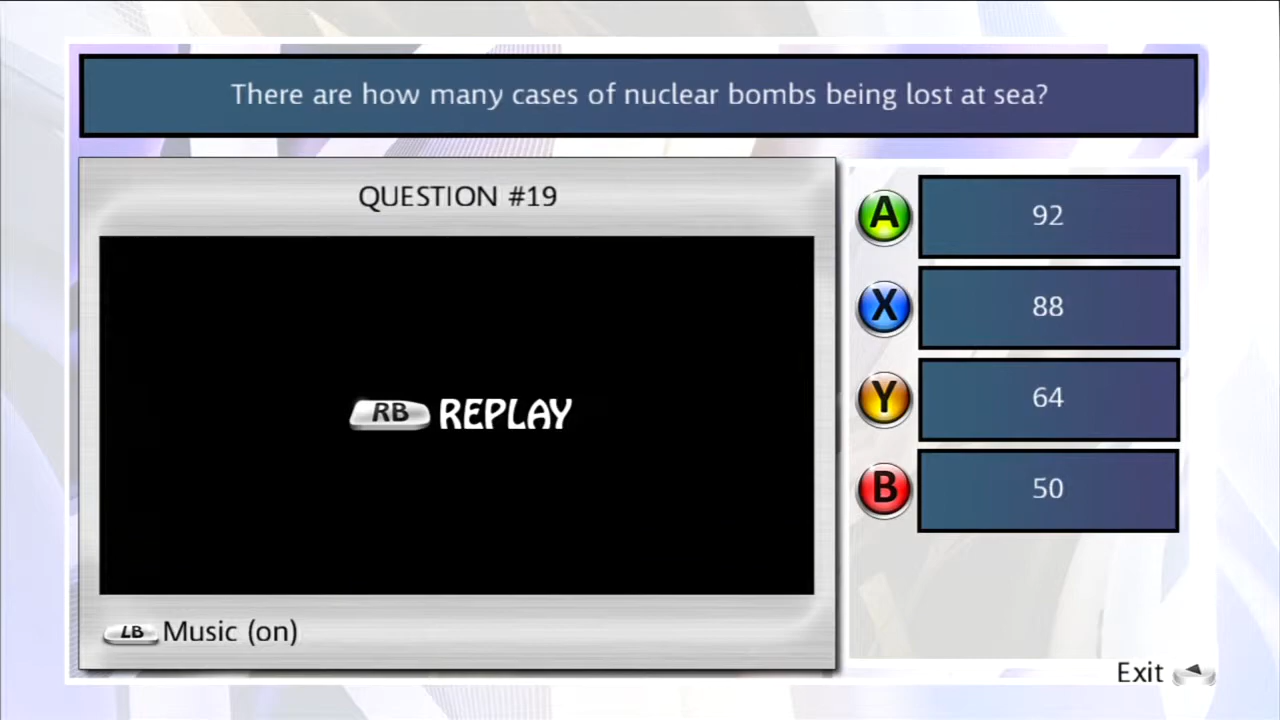 There are how many cases of nuclear bombs being lost at sea?
QUESTION #19
RB REPLAY
LB Music (on)
A 92
X 88
Y 64
B 50
Exit